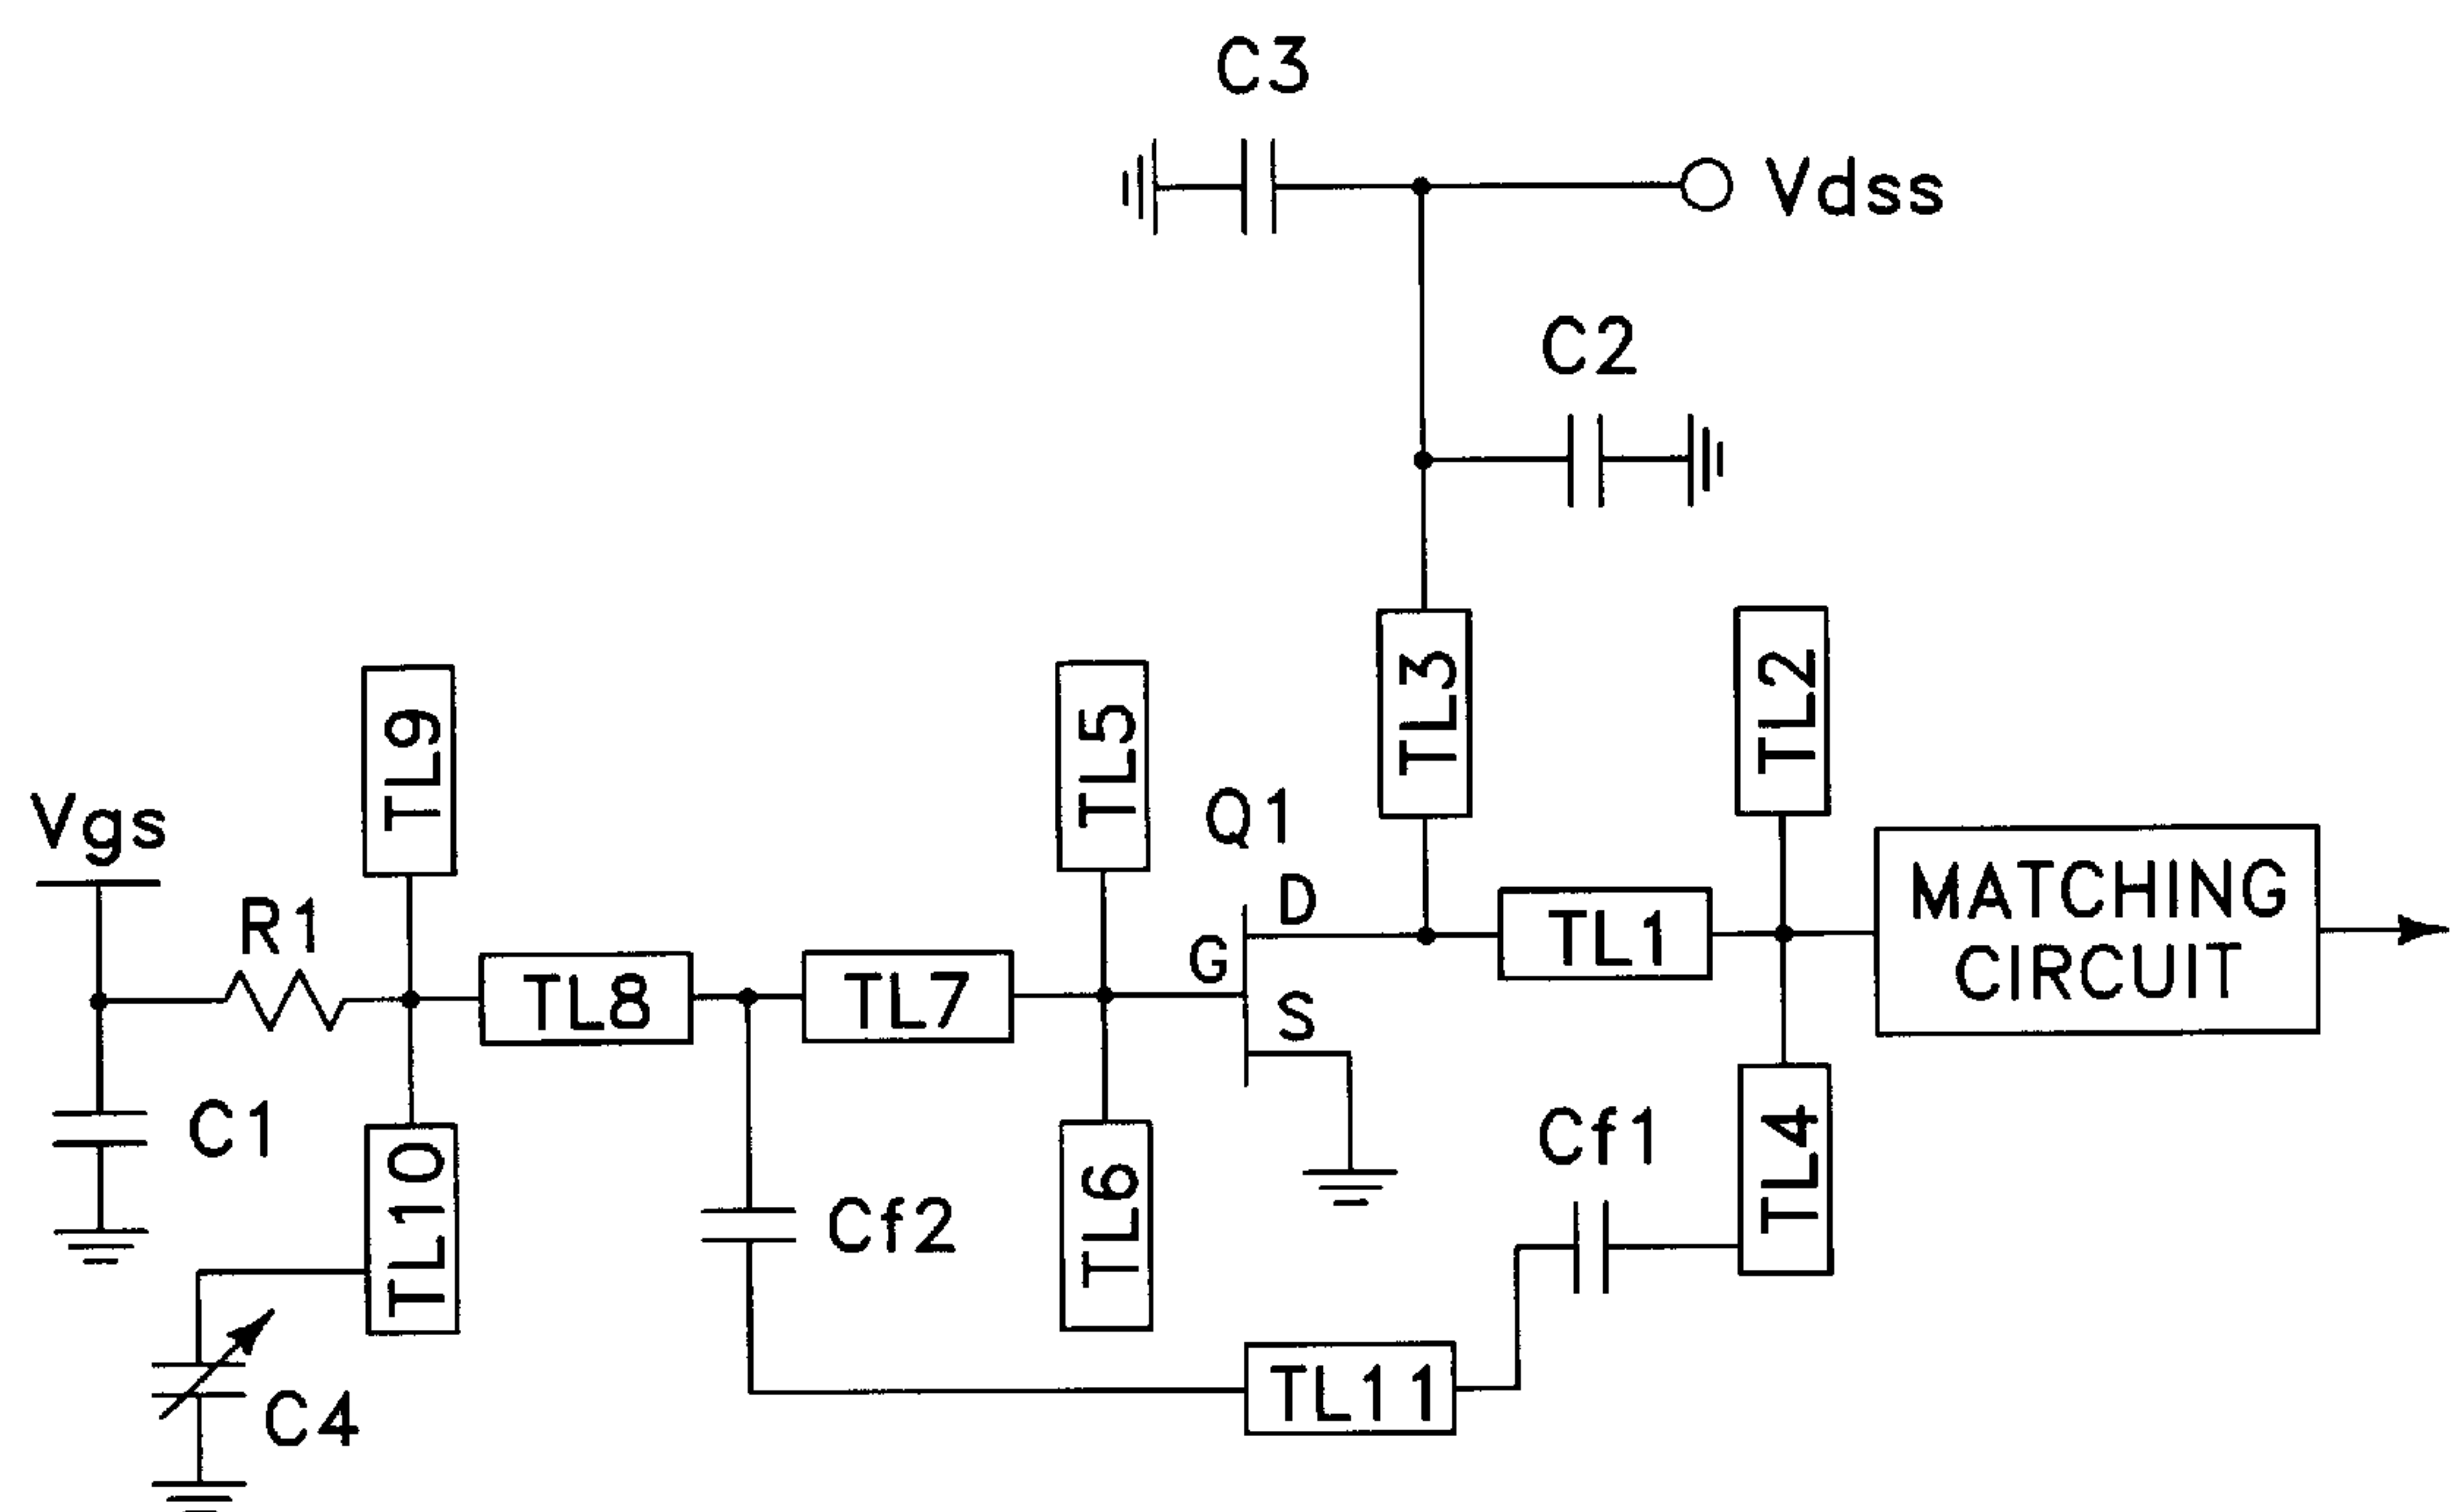 C3
Vdss
C2
TL3
TL2
TL9
TL5
Vgs
Q1
R1
D
MATCHING
CIRCUIT
G
TL1
TL8
TL7
S
C1
TL10
Cf1
TL4
Cf2
TL6
TL11
C4